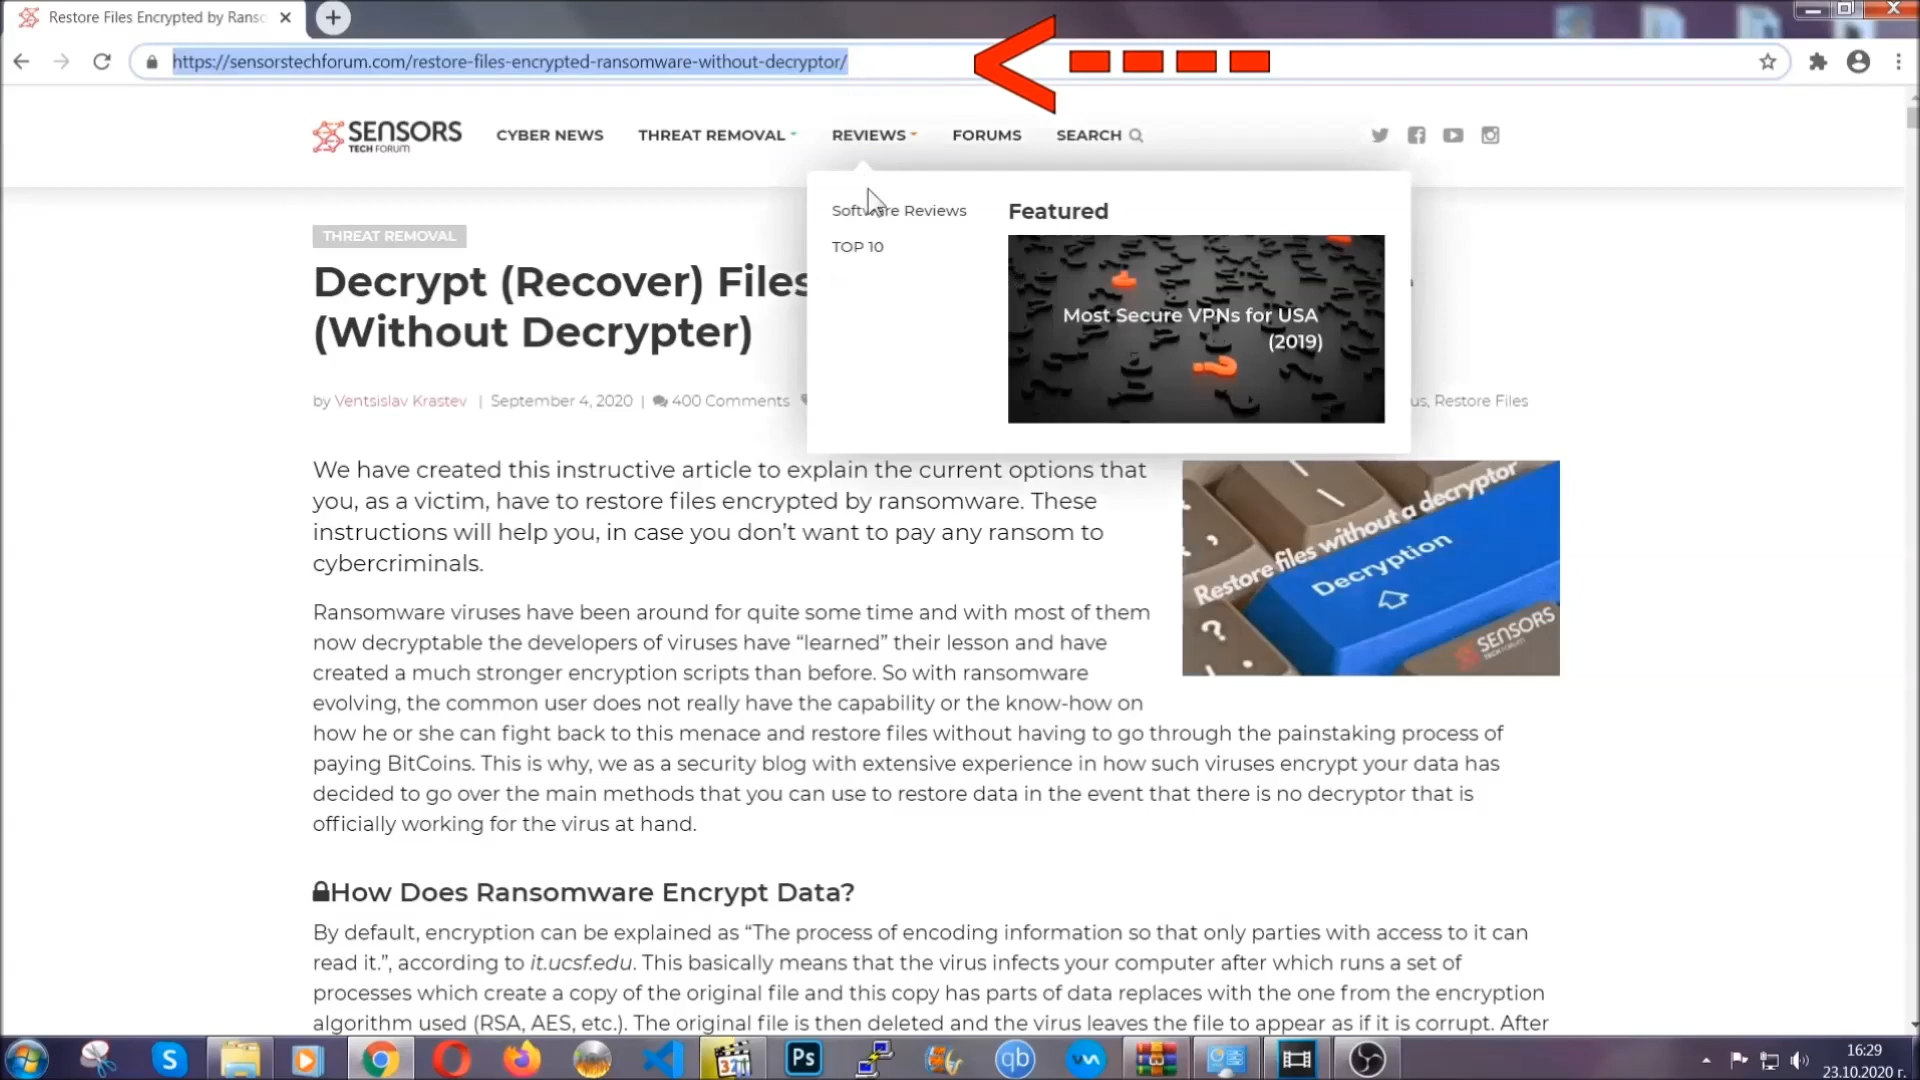 Restore Files Encrypted by Ranso
https://sensorstechforum.com/restore-files-encrypted-ransomware-without-decryptor/
SENSORS
TECH FORUM
CYBER NEWS
THREAT REMOVAL
REVIEWS
FORUMS
SEARCH
Software Reviews
TOP 10
Featured
Most Secure VPNs for USA
(2019)
THREAT REMOVAL
Decrypt (Recover) Files
(Without Decrypter)
by Ventsislav Krastev | September 4, 2020 | 400 Comments
us, Restore Files
We have created this instructive article to explain the current options that
you, as a victim, have to restore files encrypted by ransomware. These
instructions will help you, in case you don’t want to pay any ransom to
cybercriminals.
Restore files without a decryptor
Decryption
SENSORS
TECH FORUM
Ransomware viruses have been around for quite some time and with most of them
now decryptable the developers of viruses have “learned” their lesson and have
created a much stronger encryption scripts than before. So with ransomware
evolving, the common user does not really have the capability or the know-how on
how he or she can fight back to this menace and restore files without having to go through the painstaking process of
paying BitCoins. This is why, we as a security blog with extensive experience in how such viruses encrypt your data has
decided to go over the main methods that you can use to restore data in the event that there is no decryptor that is
officially working for the virus at hand.
How Does Ransomware Encrypt Data?
By default, encryption can be explained as “The process of encoding information so that only parties with access to it can
read it.”, according to it.ucsf.edu. This basically means that the virus infects your computer after which runs a set of
processes which create a copy of the original file and this copy has parts of data replaces with the one from the encryption
algorithm used (RSA, AES, etc.). The original file is then deleted and the virus leaves the file to appear as if it is corrupt. After
S
321
Ps
qb
16:29
23.10.2020 г.